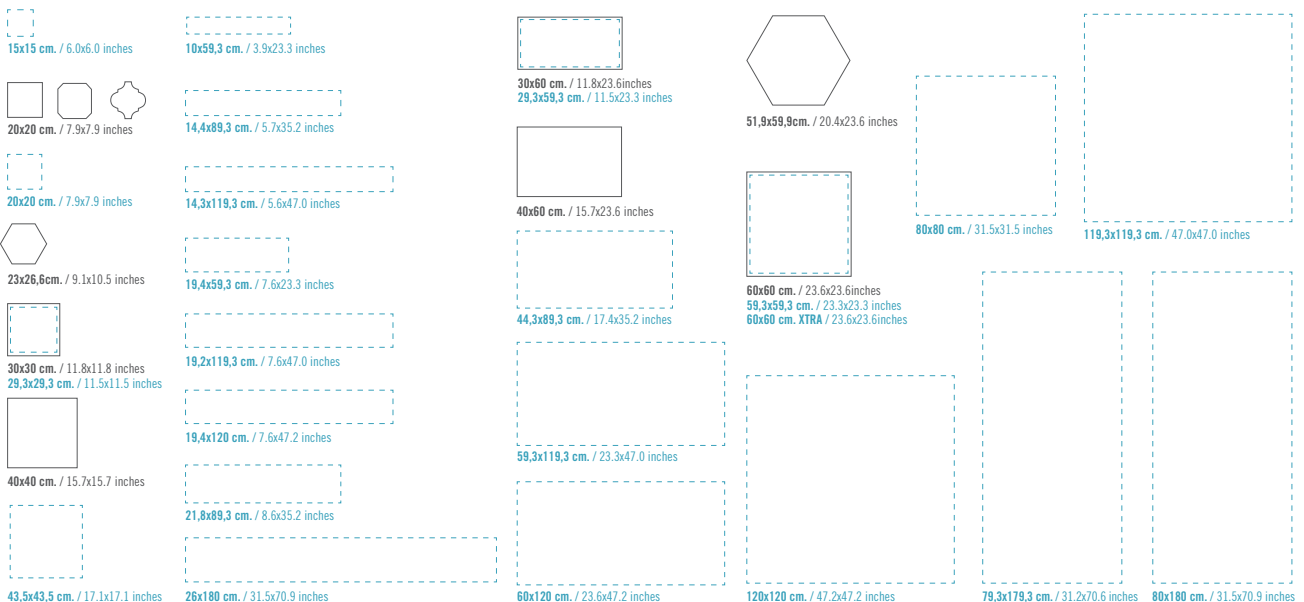 15x15 cm. / 6.0x6.0 inches
20x20 cm. / 7.9x7.9 inches
20x20 cm. / 7.9x7.9 inches
23x26,6cm. / 9.1x10.5 inches
30x30 cm. / 11.8x11.8 inches
29,3x29,3 cm. / 11.5x11.5 inches
40x40 cm. / 15.7x15.7 inches
43,5x43,5 cm. / 17.1x17.1 inches
10x59,3 cm. / 3.9x23.3 inches
14,4x89,3 cm. / 5.7x35.2 inches
14,3x119,3 cm. / 5.6x47.0 inches
19,4x59,3 cm. / 7.6x23.3 inches
19,2x119,3 cm. / 7.6x47.0 inches
19,4x120 cm. / 7.6x47.2 inches
21,8x89,3 cm. / 8.6x35.2 inches
26x180 cm. / 31.5x70.9 inches
30x60 cm. / 11.8x23.6inches
29,3x59,3 cm. / 11.5x23.3 inches
40x60 cm. / 15.7x23.6 inches
44,3x89,3 cm. / 17.4x35.2 inches
59,3x119,3 cm. / 23.3x47.0 inches
60x120 cm. / 23.6x47.2 inches
51,9x59,9cm. / 20.4x23.6 inches
60x60 cm. / 23.6x23.6inches
59,3x59,3 cm. / 23.3x23.3 inches
60x60 cm. XTRA / 23.6x23.6inches
120x120 cm. / 47.2x47.2 inches
80x80 cm. / 31.5x31.5 inches
119,3x119,3 cm. / 47.0x47.0 inches
79,3x179,3 cm. / 31.2x70.6 inches
80x180 cm. / 31.5x70.9 inches